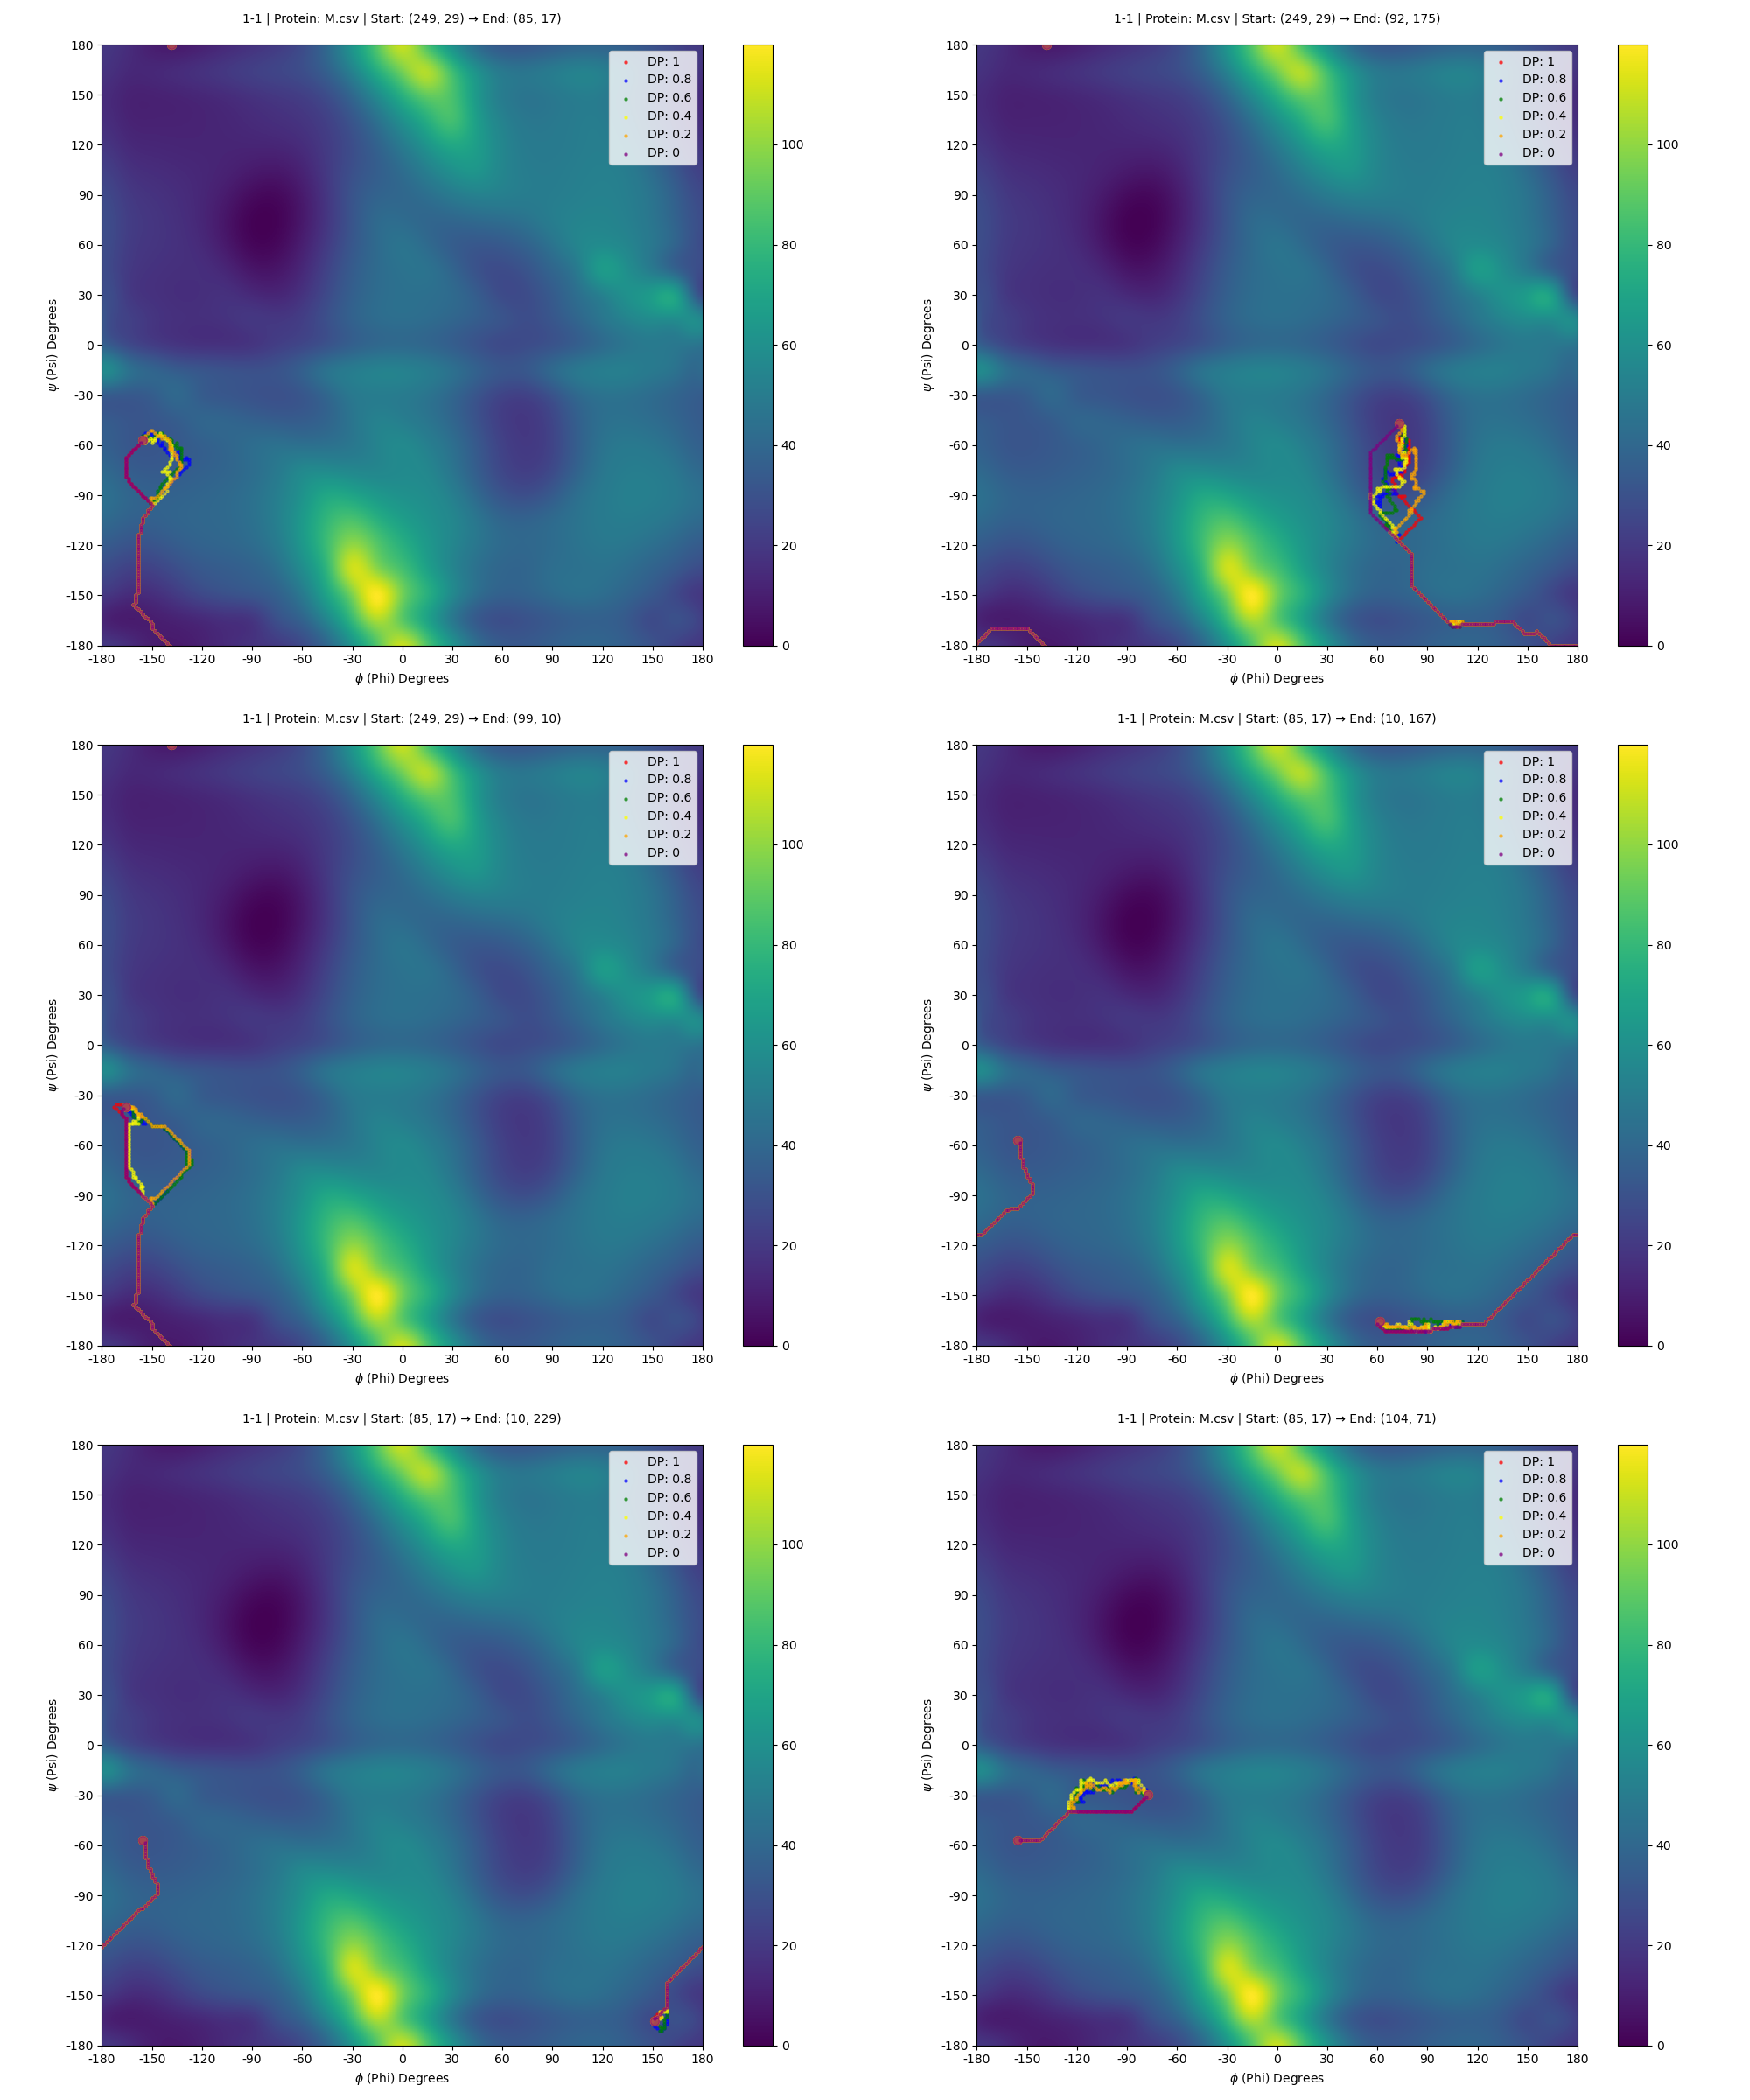 1-1 | Protein: M.csv | Start: (249, 29) → End: (85, 17)
180
150
120
90
60
30
0
-30
-60
-90
-120
-150
-180
ψ (Psi) Degrees
-180 -150 -120 -90 -60 -30 0 30 60 90 120 150 180
ϕ (Phi) Degrees
DP: 1
DP: 0.8
DP: 0.6
DP: 0.4
DP: 0.2
DP: 0
100
80
60
40
20
0
1-1 | Protein: M.csv | Start: (249, 29) → End: (92, 175)
180
150
120
90
60
30
0
-30
-60
-90
-120
-150
-180
ψ (Psi) Degrees
-180 -150 -120 -90 -60 -30 0 30 60 90 120 150 180
ϕ (Phi) Degrees
DP: 1
DP: 0.8
DP: 0.6
DP: 0.4
DP: 0.2
DP: 0
100
80
60
40
20
0
1-1 | Protein: M.csv | Start: (249, 29) → End: (99, 10)
180
150
120
90
60
30
0
-30
-60
-90
-120
-150
-180
ψ (Psi) Degrees
-180 -150 -120 -90 -60 -30 0 30 60 90 120 150 180
ϕ (Phi) Degrees
DP: 1
DP: 0.8
DP: 0.6
DP: 0.4
DP: 0.2
DP: 0
100
80
60
40
20
0
1-1 | Protein: M.csv | Start: (85, 17) → End: (10, 167)
180
150
120
90
60
30
0
-30
-60
-90
-120
-150
-180
ψ (Psi) Degrees
-180 -150 -120 -90 -60 -30 0 30 60 90 120 150 180
ϕ (Phi) Degrees
DP: 1
DP: 0.8
DP: 0.6
DP: 0.4
DP: 0.2
DP: 0
100
80
60
40
20
0
1-1 | Protein: M.csv | Start: (85, 17) → End: (10, 229)
180
150
120
90
60
30
0
-30
-60
-90
-120
-150
-180
ψ (Psi) Degrees
-180 -150 -120 -90 -60 -30 0 30 60 90 120 150 180
ϕ (Phi) Degrees
DP: 1
DP: 0.8
DP: 0.6
DP: 0.4
DP: 0.2
DP: 0
100
80
60
40
20
0
1-1 | Protein: M.csv | Start: (85, 17) → End: (104, 71)
180
150
120
90
60
30
0
-30
-60
-90
-120
-150
-180
ψ (Psi) Degrees
-180 -150 -120 -90 -60 -30 0 30 60 90 120 150 180
ϕ (Phi) Degrees
DP: 1
DP: 0.8
DP: 0.6
DP: 0.4
DP: 0.2
DP: 0
100
80
60
40
20
0